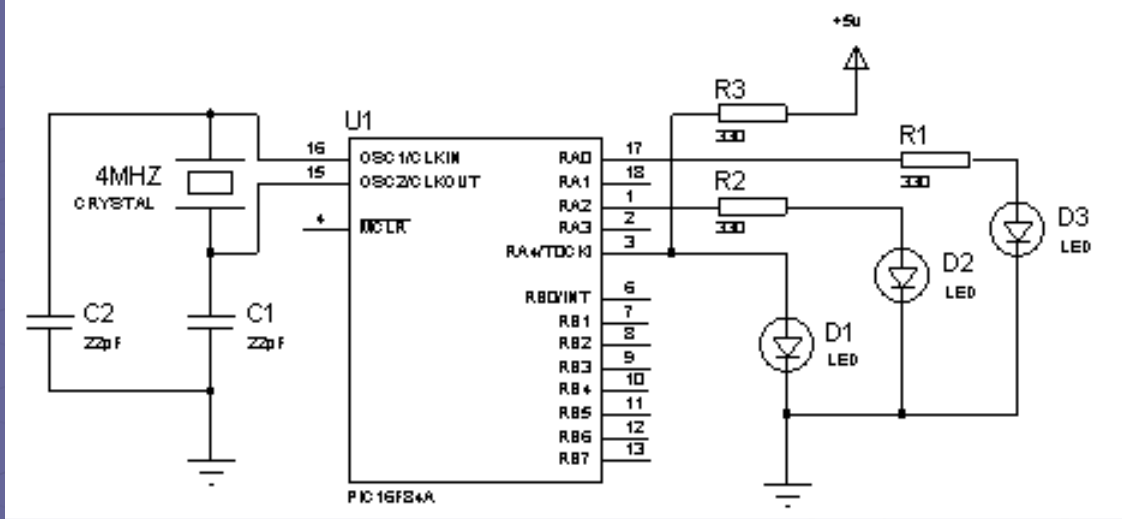 +5v
R3
330
U1
R1
330
4MHZ
CRYSTAL
16
OSC1/CLKIN
15
OSC2/CLKOUT
4
MCLR
RA0
17
RA1
18
RA2
1
RA3
2
RA4/T0CKI
3
R2
330
D3
LED
D2
LED
RB0/INT
6
RB1
7
RB2
8
RB3
9
RB4
10
RB5
11
RB6
12
RB7
13
C2
22pF
C1
22pF
D1
LED
PIC16F84A